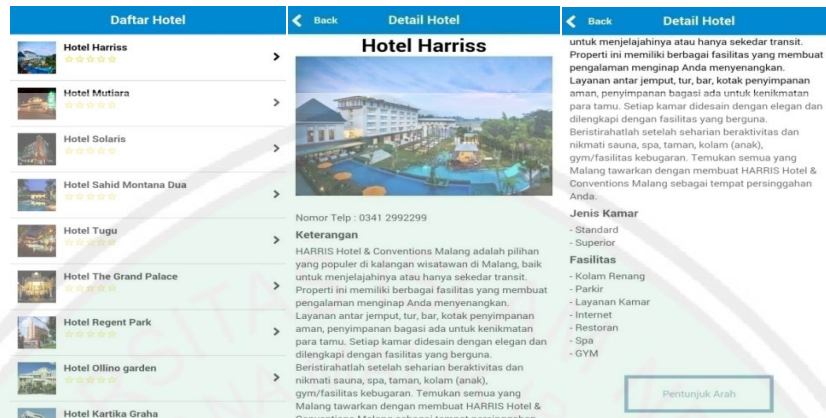 Daftar Hotel
Hotel Harriss
Hotel Mutiara
Hotel Solaris
Hotel Sahid Montana Dua
Hotel Tugu
Hotel The Grand Palace
Hotel Regent Park
Hotel Ollino garden
Hotel Kartika Graha
Back
Detail Hotel
Hotel Harriss
Nomor Telp : 0341 2992299
Keterangan
HARRIS Hotel & Conventions Malang adalah pilihan
yang populer di kalangan wisatawan di Malang, baik
untuk menjelajahinya atau hanya sekedar transit.
Properti ini memiliki berbagai fasilitas yang membuat
pengalaman menginap Anda menyenangkan.
Layanan antar jemput, tur, bar, kotak penyimpanan
aman, penyimpanan bagasi ada untuk kenikmatan
para tamu. Setiap kamar didesain dengan elegan dan
dilengkapi dengan fasilitas yang berguna.
Beristirahatlah setelah seharian beraktivitas dan
nikmati sauna, spa, taman, kolam (anak),
gym/fasilitas kebugaran. Temukan semua yang
Malang tawarkan dengan membuat HARRIS Hotel &
Conventions Malang sebagai tempat persinggahan
Back
Detail Hotel
untuk menjelajahinya atau hanya sekedar transit.
Properti ini memiliki berbagai fasilitas yang membuat
pengalaman menginap Anda menyenangkan.
Layanan antar jemput, tur, bar, kotak penyimpanan
aman, penyimpanan bagasi ada untuk kenikmatan
para tamu. Setiap kamar didesain dengan elegan dan
dilengkapi dengan fasilitas yang berguna.
Beristirahatlah setelah seharian beraktivitas dan
nikmati sauna, spa, taman, kolam (anak),
gym/fasilitas kebugaran. Temukan semua yang
Malang tawarkan dengan membuat HARRIS Hotel &
Conventions Malang sebagai tempat persinggahan
Anda.
Jenis Kamar
- Standard
- Superior
Fasilitas
- Kolam Renang
- Parkir
- Layanan Kamar
- Internet
- Restoran
- Spa
- GYM
Pentunjuk Arah